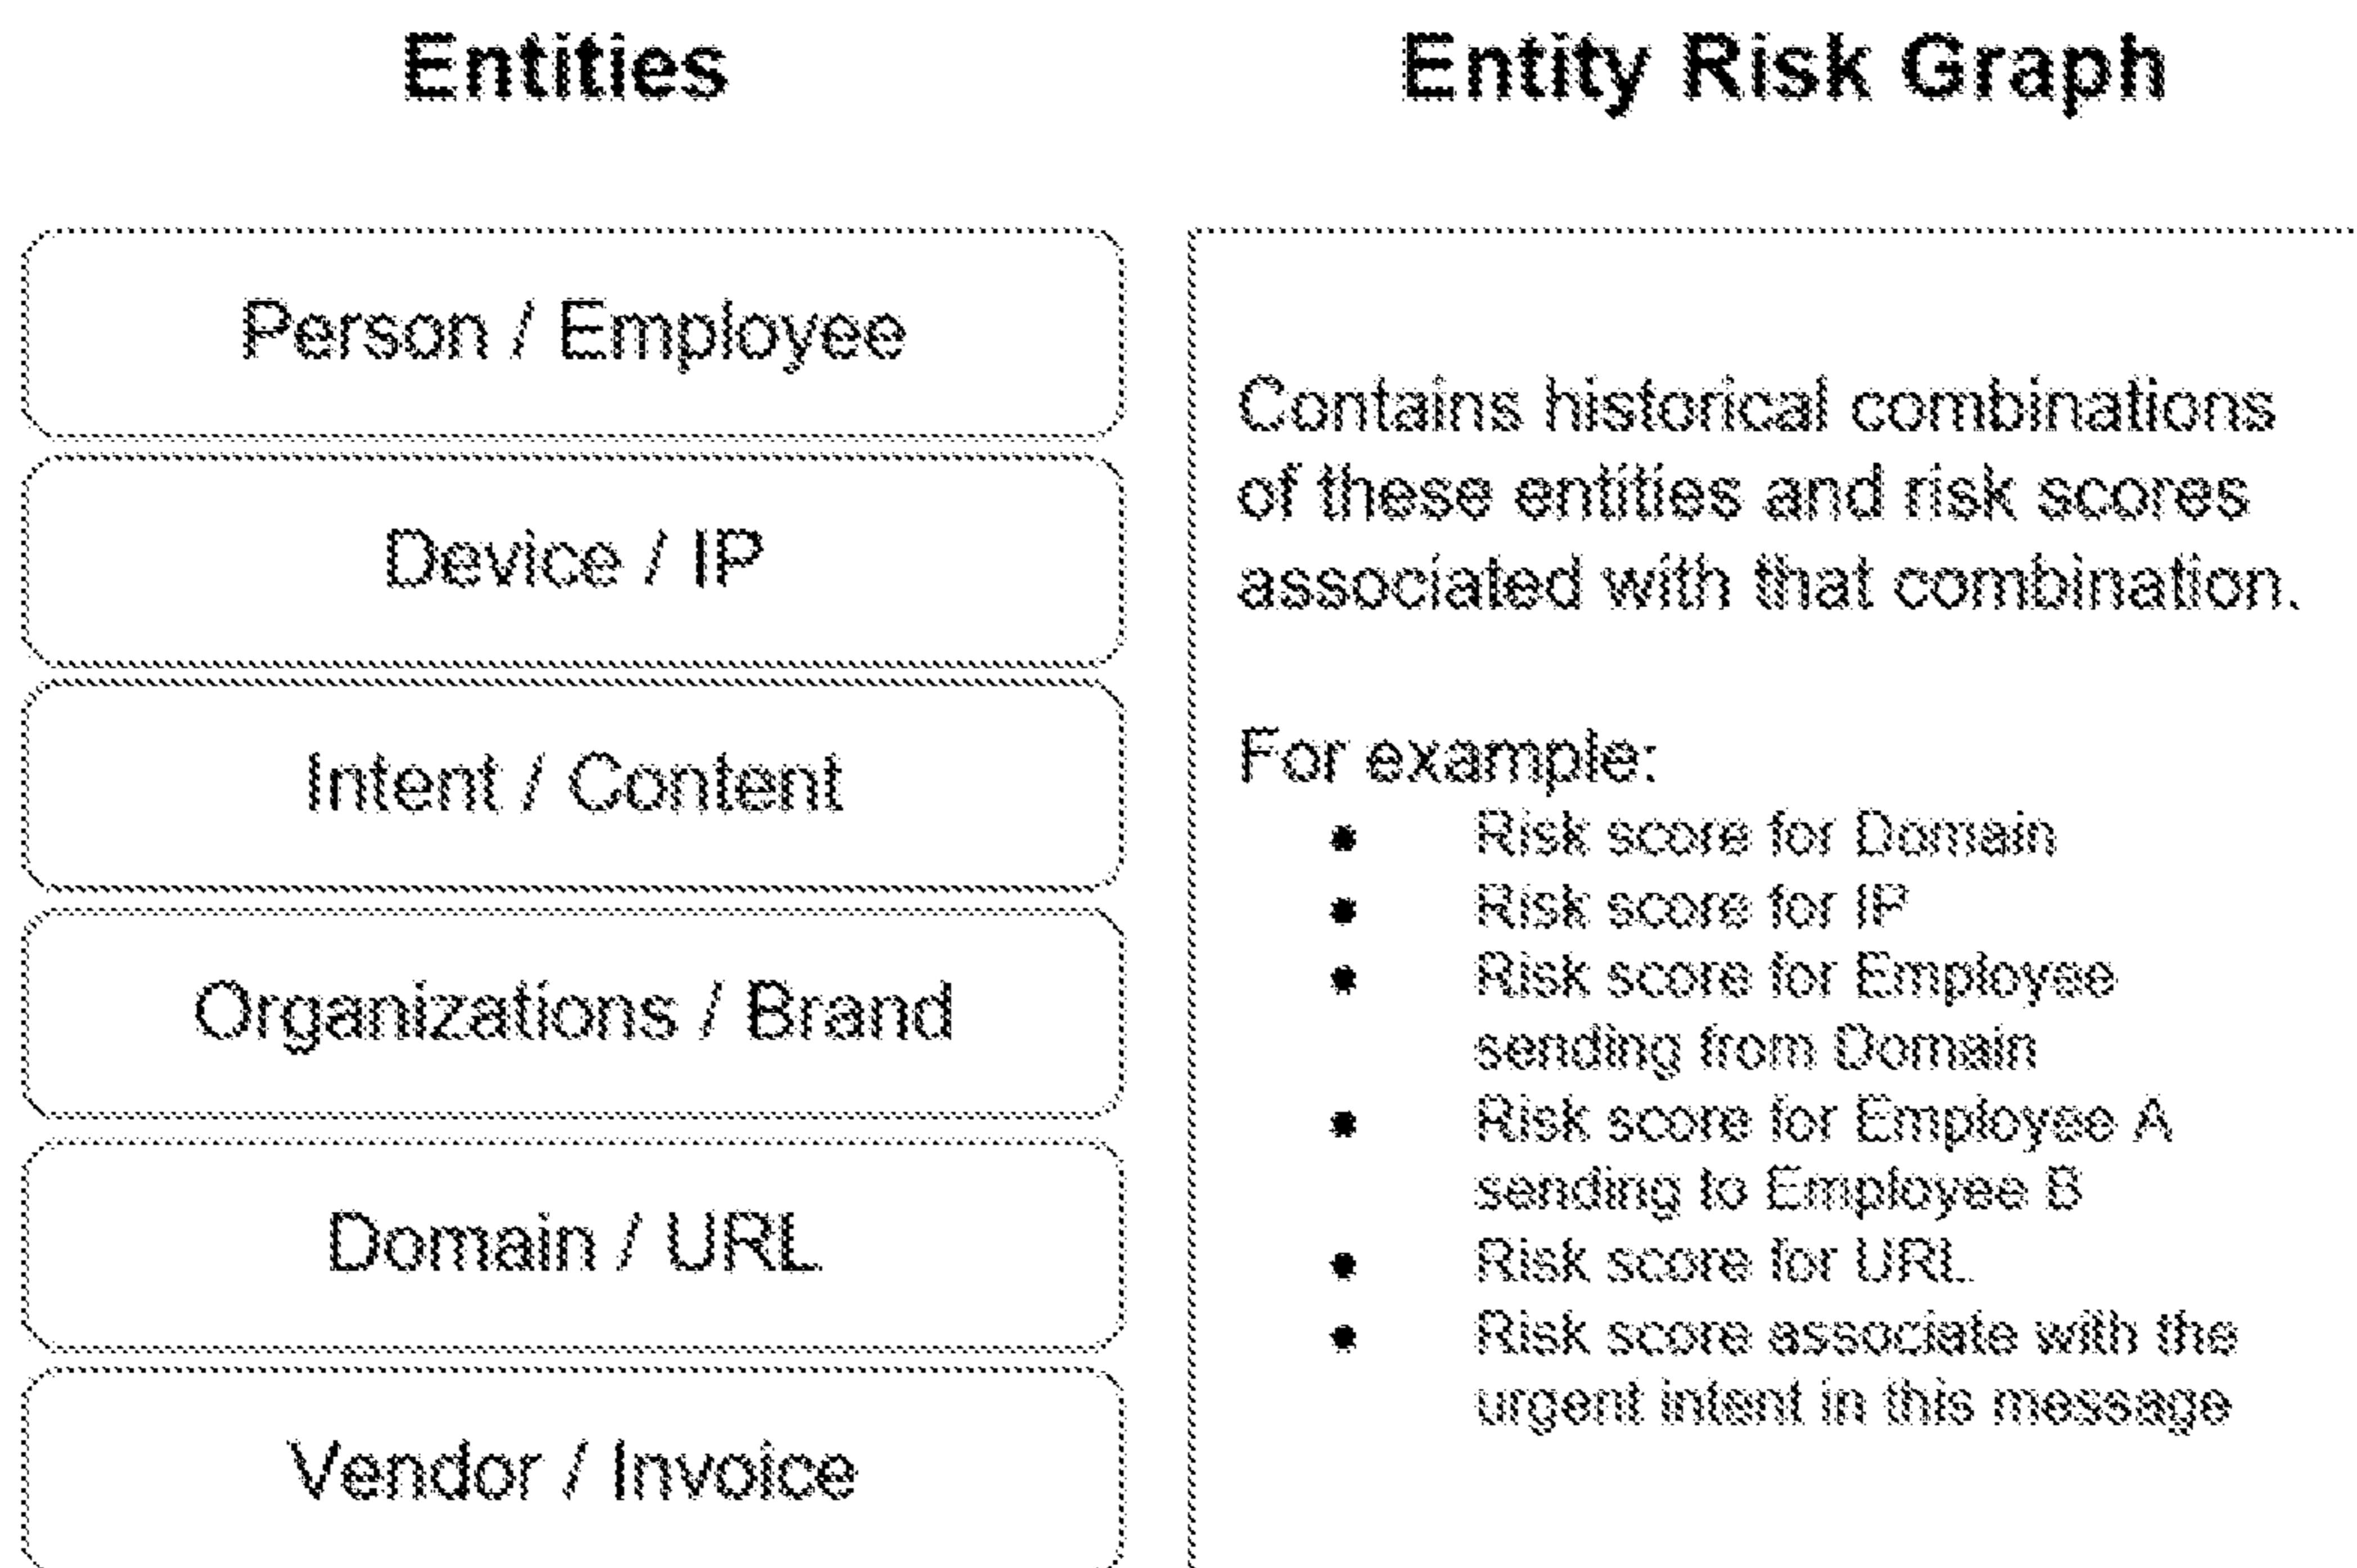 Entities
Person / Employee
Device / IP
Intent / Content
Organizations / Brand
Domain / URL
Vendor / Invoice
Entity Risk Graph
Contains historical combinations
of these entities and risk scores
associated with that combination.
For example:
• Risk score for Domain
• Risk score for IP
• Risk score for Employee
sending from Domain
• Risk score for Employee A
sending to Employee B
• Risk score for URL
• Risk score associate with the
urgent intent in this message